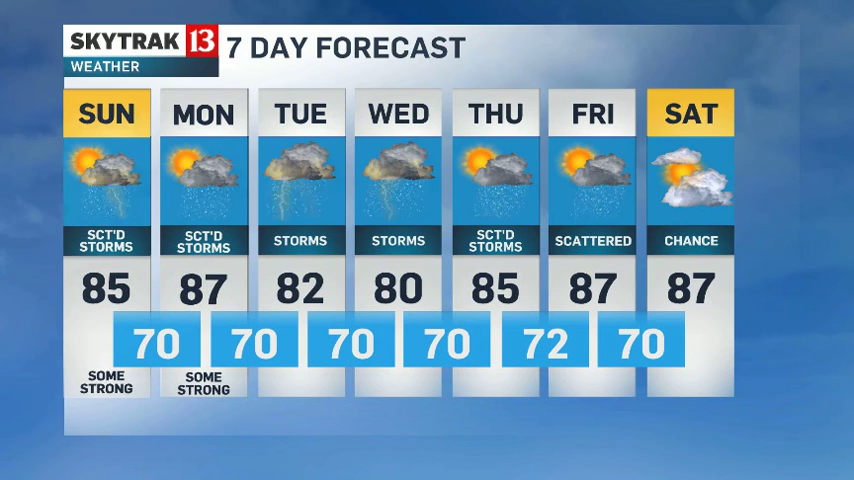 SKYTRAK 13
WEATHER
7 DAY FORECAST
SUN MON TUE WED THU FRI SAT
SCT'D
STORMS
SCT'D
STORMS
STORMS
STORMS
SCT'D
STORMS
SCATTERED
CHANCE
85 87 82 80 85 87 87
70 70 70 70 72 70
SOME
STRONG
SOME
STRONG